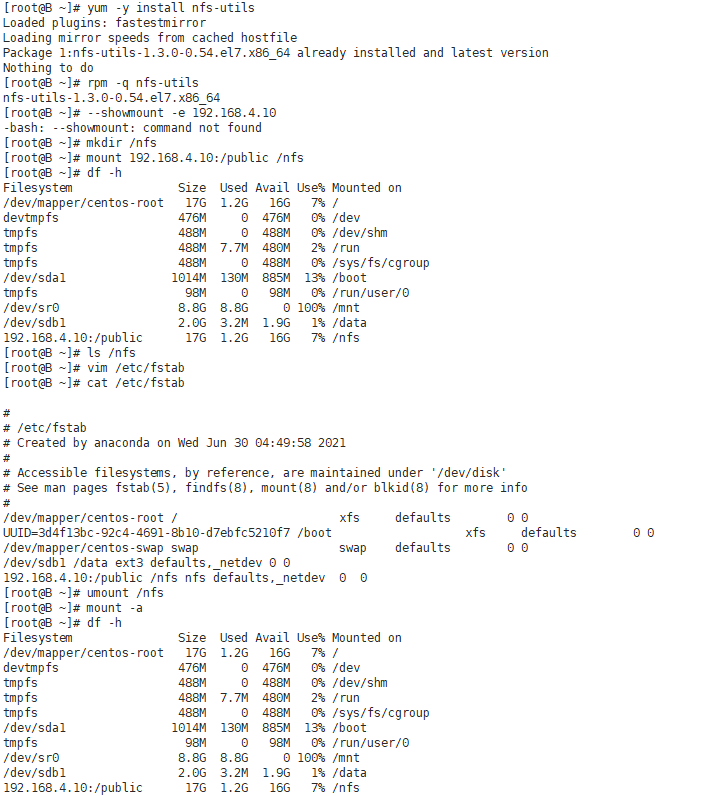 [root@B ~]# yum -y install nfs-utils
Loaded plugins: fastestmirror
Loading mirror speeds from cached hostfile
Package 1:nfs-utils-1.3.0-0.54.el7.x86_64 already installed and latest version
Nothing to do
[root@B ~]# rpm -q nfs-utils
nfs-utils-1.3.0-0.54.el7.x86_64
[root@B ~]# --showmount -e 192.168.4.10
-bash: --showmount: command not found
[root@B ~]# mkdir /nfs
[root@B ~]# mount 192.168.4.10:/public /nfs
[root@B ~]# df -h
Filesystem               Size  Used Avail Use% Mounted on
/dev/mapper/centos-root   17G  1.2G   16G   7% /
devtmpfs                 476M     0  476M   0% /dev
tmpfs                    488M     0  488M   0% /dev/shm
tmpfs                    488M  7.7M  480M   2% /run
tmpfs                    488M     0  488M   0% /sys/fs/cgroup
/dev/sda1               1014M  130M  885M  13% /boot
tmpfs                     98M     0   98M   0% /run/user/0
/dev/sr0                 8.8G  8.8G     0 100% /mnt
/dev/sdb1                2.0G  3.2M  1.9G   1% /data
192.168.4.10:/public      17G  1.2G   16G   7% /nfs
[root@B ~]# ls /nfs
[root@B ~]# vim /etc/fstab
[root@B ~]# cat /etc/fstab
#
# /etc/fstab
# Created by anaconda on Wed Jun 30 04:49:58 2021
#
# Accessible filesystems, by reference, are maintained under '/dev/disk'
# See man pages fstab(5), findfs(8), mount(8) and/or blkid(8) for more info
#
/dev/mapper/centos-root /                       xfs     defaults        0 0
UUID=3d4f13bc-92c4-4691-8b10-d7ebfc5210f7 /boot                   xfs     defaults        0 0
/dev/mapper/centos-swap swap                    swap    defaults        0 0
/dev/sdb1 /data ext3 defaults,_netdev 0 0
192.168.4.10:/public /nfs nfs defaults,_netdev  0  0
[root@B ~]# umount /nfs
[root@B ~]# mount -a
[root@B ~]# df -h
Filesystem               Size  Used Avail Use% Mounted on
/dev/mapper/centos-root   17G  1.2G   16G   7% /
devtmpfs                 476M     0  476M   0% /dev
tmpfs                    488M     0  488M   0% /dev/shm
tmpfs                    488M  7.7M  480M   2% /run
tmpfs                    488M     0  488M   0% /sys/fs/cgroup
/dev/sda1               1014M  130M  885M  13% /boot
tmpfs                     98M     0   98M   0% /run/user/0
/dev/sr0                 8.8G  8.8G     0 100% /mnt
/dev/sdb1                2.0G  3.2M  1.9G   1% /data
192.168.4.10:/public      17G  1.2G   16G   7% /nfs